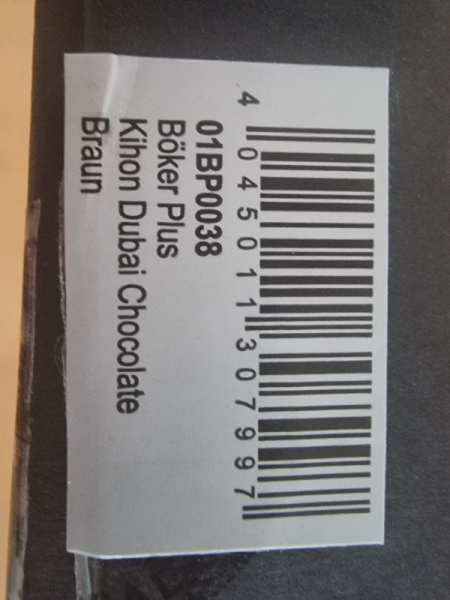 4 045011 307997
01BP0038
Böker Plus
Kihon Dubai Chocolate
Braun